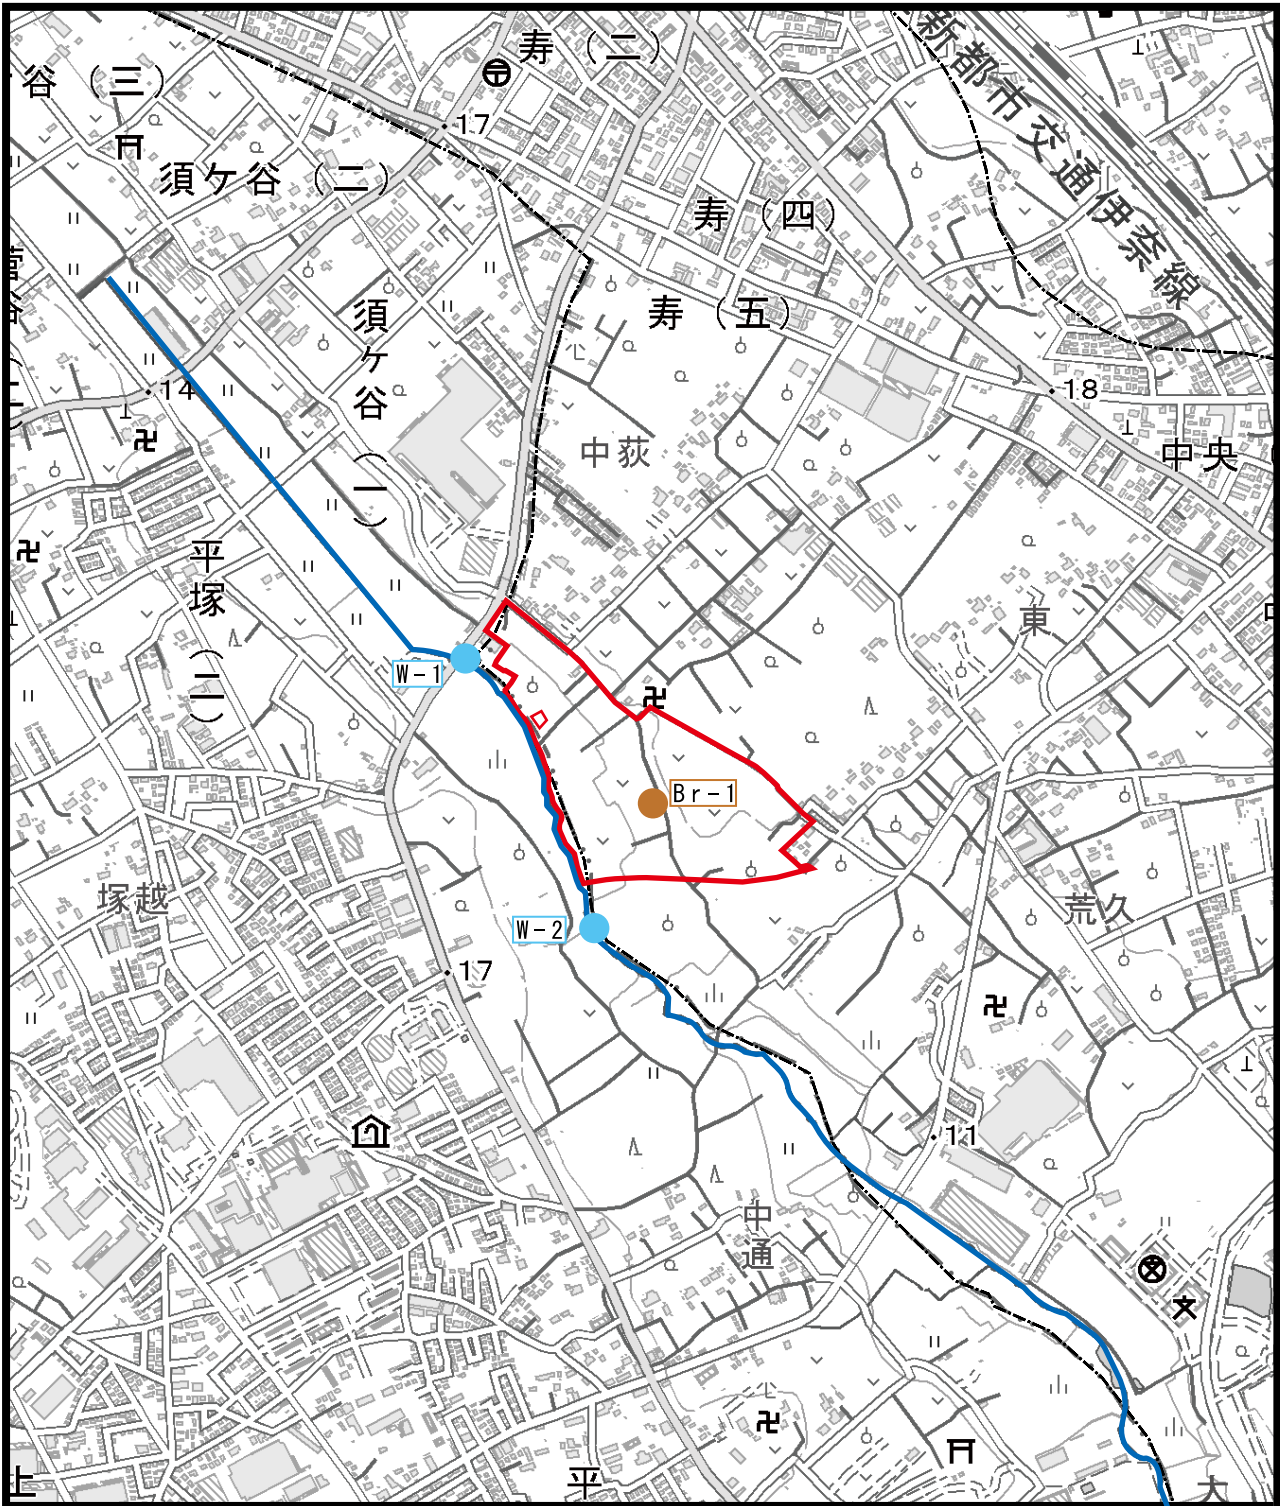 新都市交通伊奈線
寿(二)
谷(三)
17
須ケ谷(二)
寿(四)
寿(五)
須ケ谷(一)
14
18
中荻
中央
平塚(二)
東
W-1
Br-1
塚越
荒久
W-2
17
11
中通
上
平